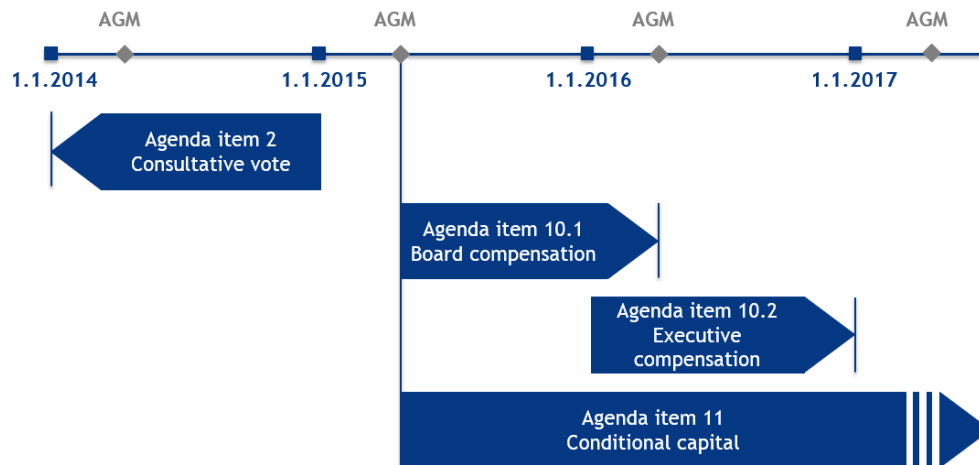 AGM AGM AGM AGM
1.1.2014 1.1.2015 1.1.2016 1.1.2017
Agenda item 2
Consultative vote
Agenda item 10.1
Board compensation
Agenda item 10.2
Executive
compensation
Agenda item 11
Conditional capital